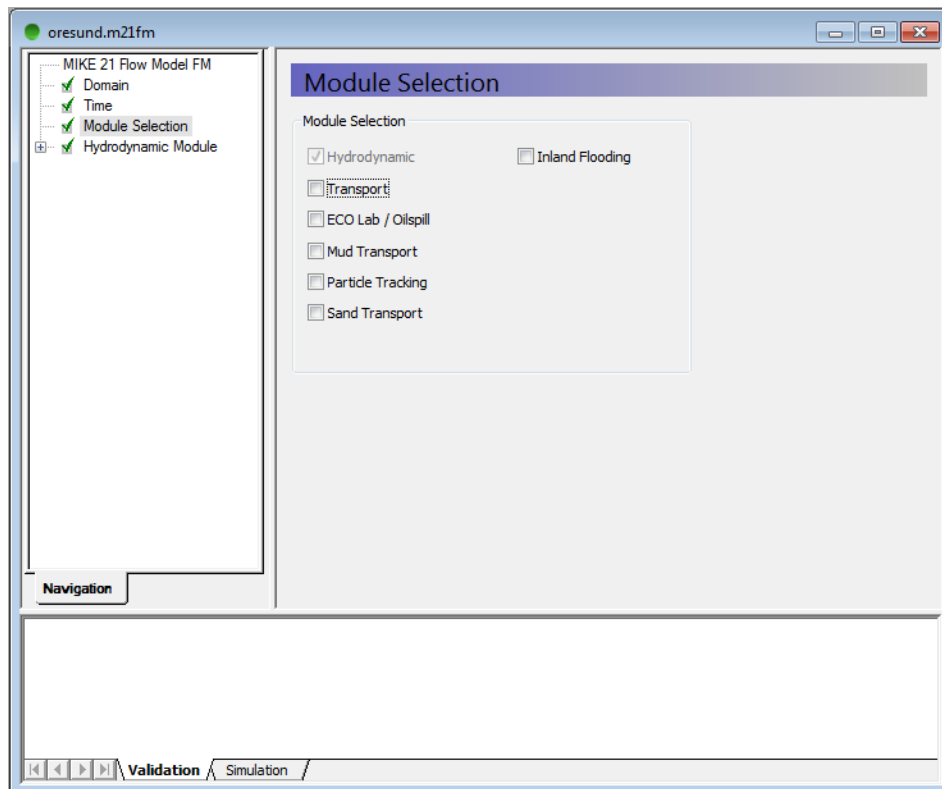 oresund.m21fm
MIKE 21 Flow Model FM
Domain
Time
Module Selection
Hydrodynamic Module
Navigation
Module Selection
Module Selection
Hydrodynamic
Inland Flooding
Transport
ECO Lab / Oilspill
Mud Transport
Particle Tracking
Sand Transport
Validation
Simulation